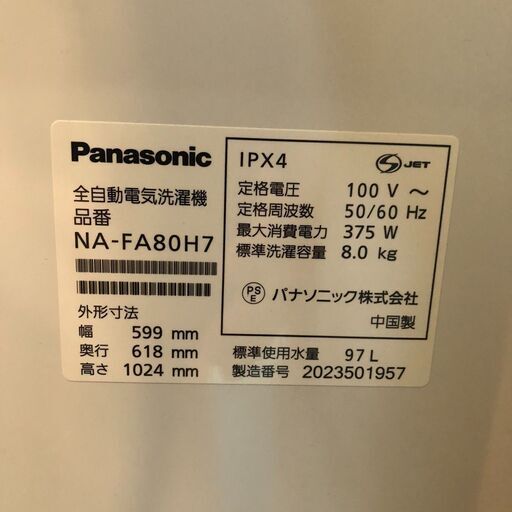 Panasonic
全自動電気洗濯機
品番
NA-FA80H7
外形寸法
幅 599 mm
奥行 618 mm
高さ 1024 mm
IPX4
S JET
定格電圧 100 V ～
定格周波数 50/60 Hz
最大消費電力 375 W
標準洗濯容量 8.0 kg
PS E パナソニック株式会社
中国製
標準使用水量 97 L
製造番号 2023501957